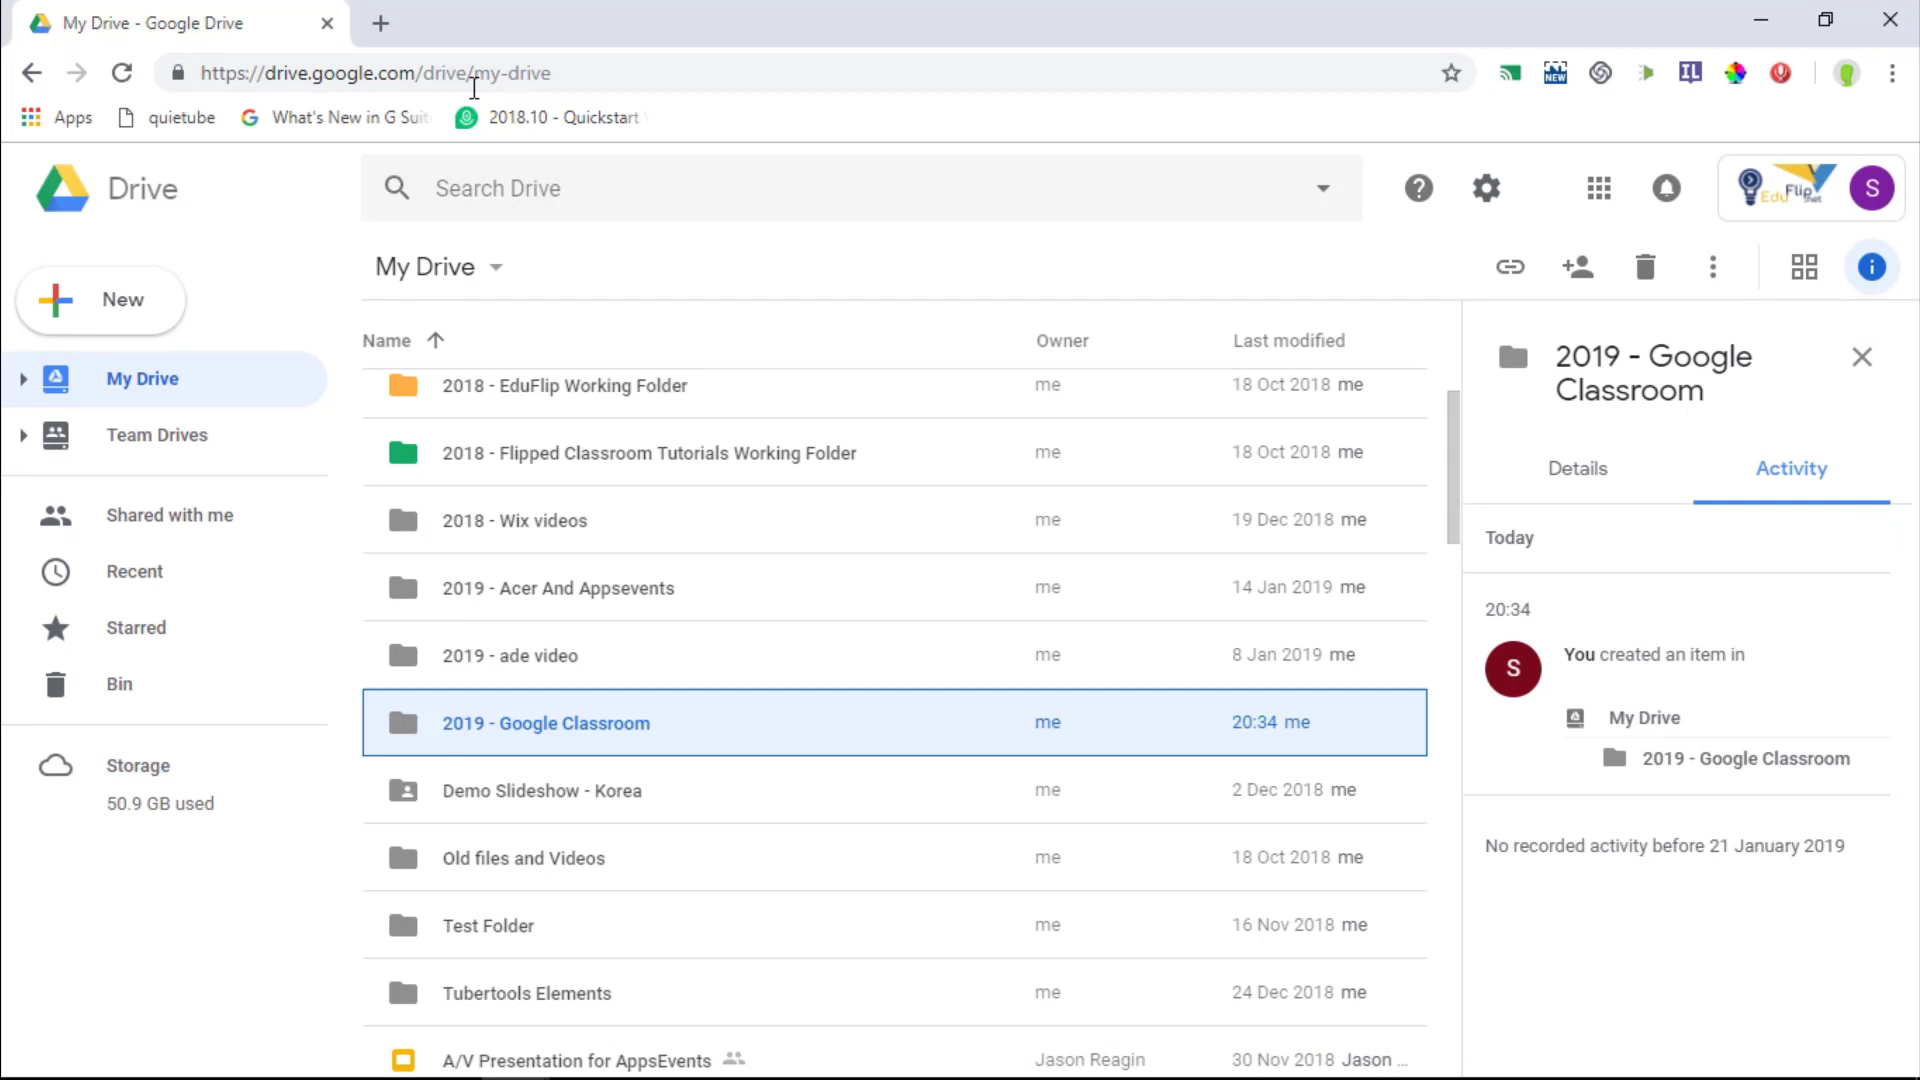 My Drive - Google Drive
https://drive.google.com/drive/my-drive
Apps quietube What's New in G Suit 2018.10 - Quickstart
NEW
IL
Drive
Search Drive
EduFlip .net
S
My Drive
New
My Drive
Team Drives
Shared with me
Recent
Starred
Bin
Storage
50.9 GB used
Name Owner Last modified
2018 - EduFlip Working Folder me 18 Oct 2018 me
2018 - Flipped Classroom Tutorials Working Folder me 18 Oct 2018 me
2018 - Wix videos me 19 Dec 2018 me
2019 - Acer And Appsevents me 14 Jan 2019 me
2019 - ade video me 8 Jan 2019 me
2019 - Google Classroom me 20:34 me
Demo Slideshow - Korea me 2 Dec 2018 me
Old files and Videos me 18 Oct 2018 me
Test Folder me 16 Nov 2018 me
Tubertools Elements me 24 Dec 2018 me
A/V Presentation for AppsEvents Jason Reagin 30 Nov 2018 Jason ...
2019 - Google
Classroom
Details Activity
Today
20:34
S
You created an item in
My Drive
2019 - Google Classroom
No recorded activity before 21 January 2019